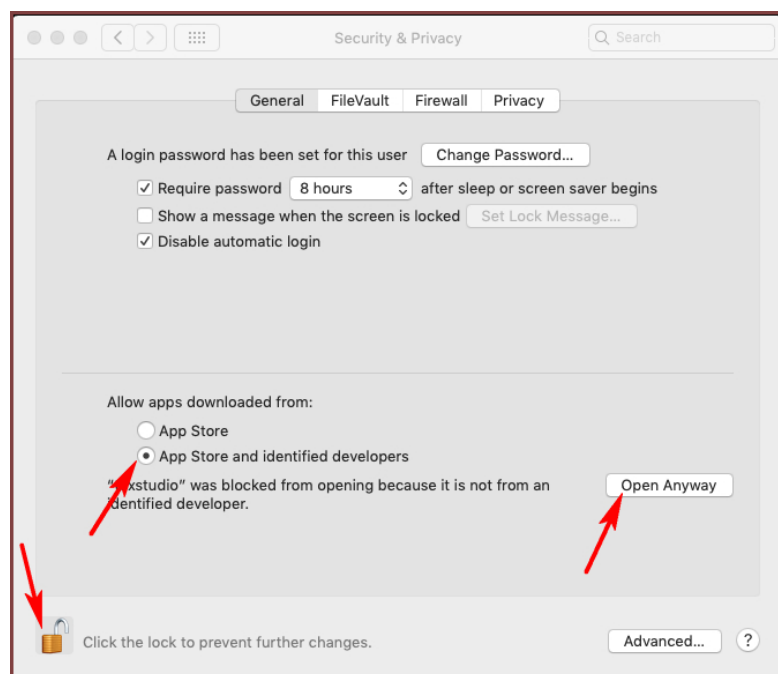 Security & Privacy
Search
General FileVault Firewall Privacy
A login password has been set for this user Change Password...
Require password 8 hours after sleep or screen saver begins
Show a message when the screen is locked Set Lock Message...
Disable automatic login
Allow apps downloaded from:
App Store
App Store and identified developers
was blocked from opening because it is not from an Open Anyway
identified developer.
Click the lock to prevent further changes. Advanced... ?